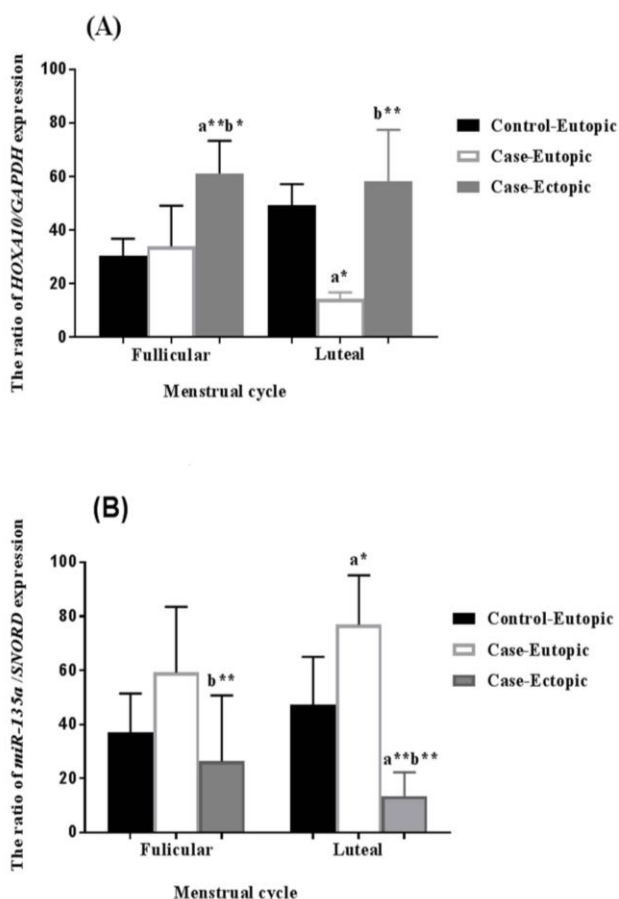 (A)
The ratio of HOXA10/GAPDH expression
100
80
60
40
20
0
a**b*
a*
b**
Fullicular
Luteal
Menstrual cycle
Control-Eutopic
Case-Eutopic
Case-Ectopic
(B)
The ratio of miR-135a /SNORD expression
100
80
60
40
20
0
b**
a*
a**b**
Fulicular
Luteal
Menstrual cycle
Control-Eutopic
Case-Eutopic
Case-Ectopic